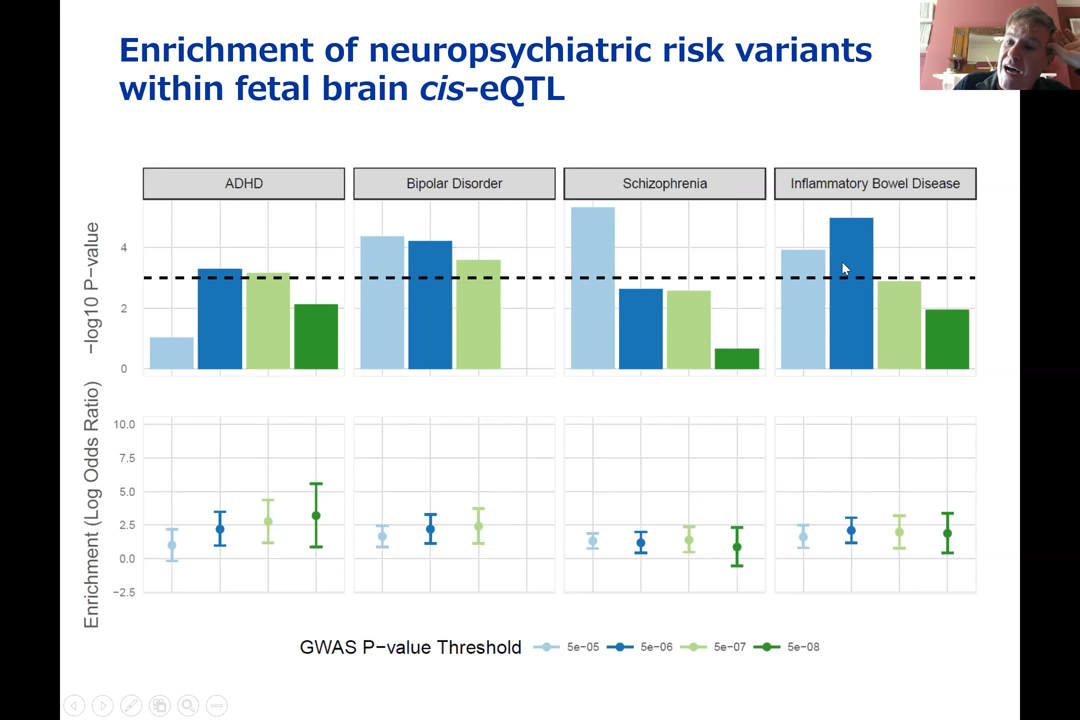 Enrichment of neuropsychiatric risk variants
within fetal brain cis-eQTL
ADHD
Bipolar Disorder
Schizophrenia
Inflammatory Bowel Disease
−log10 P−value
4
2
0
Enrichment (Log Odds Ratio)
10.0
7.5
5.0
2.5
0.0
−2.5
GWAS P−value Threshold 5e−05 5e−06 5e−07 5e−08